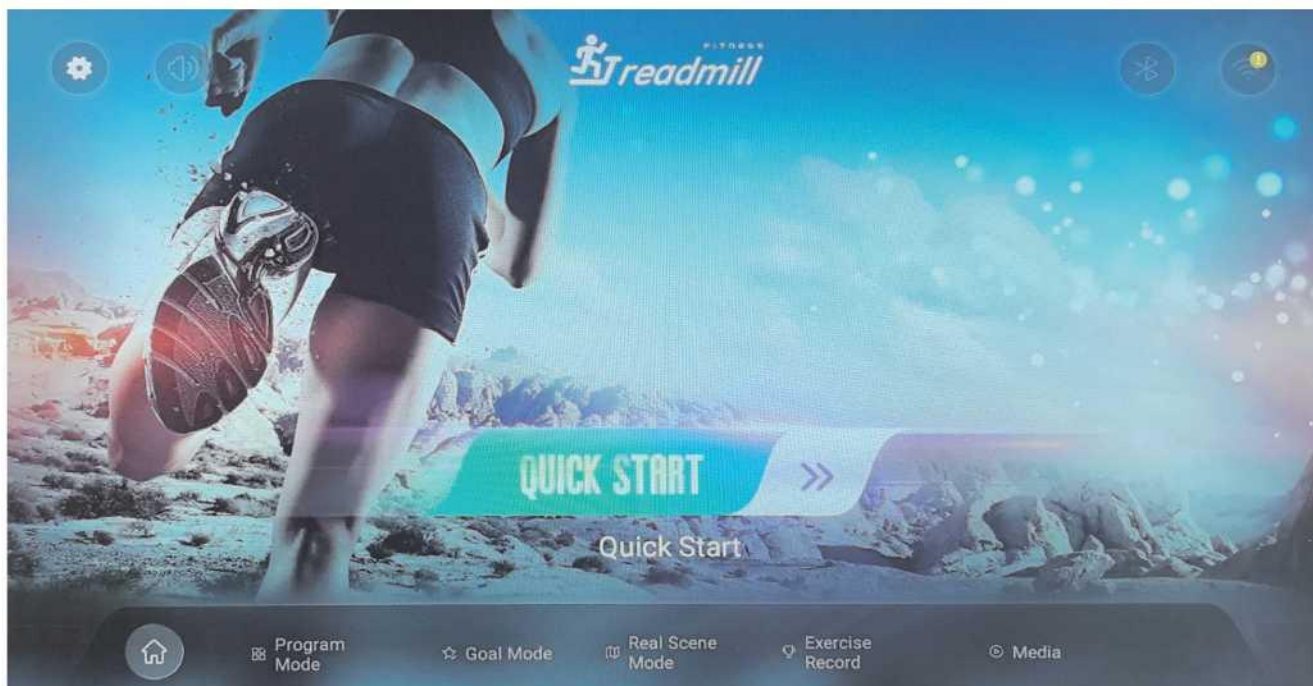 FITNESS
Treadmill
QUICK START
Quick Start
Program
Mode
Goal Mode
Real Scene
Mode
Exercise
Record
Media